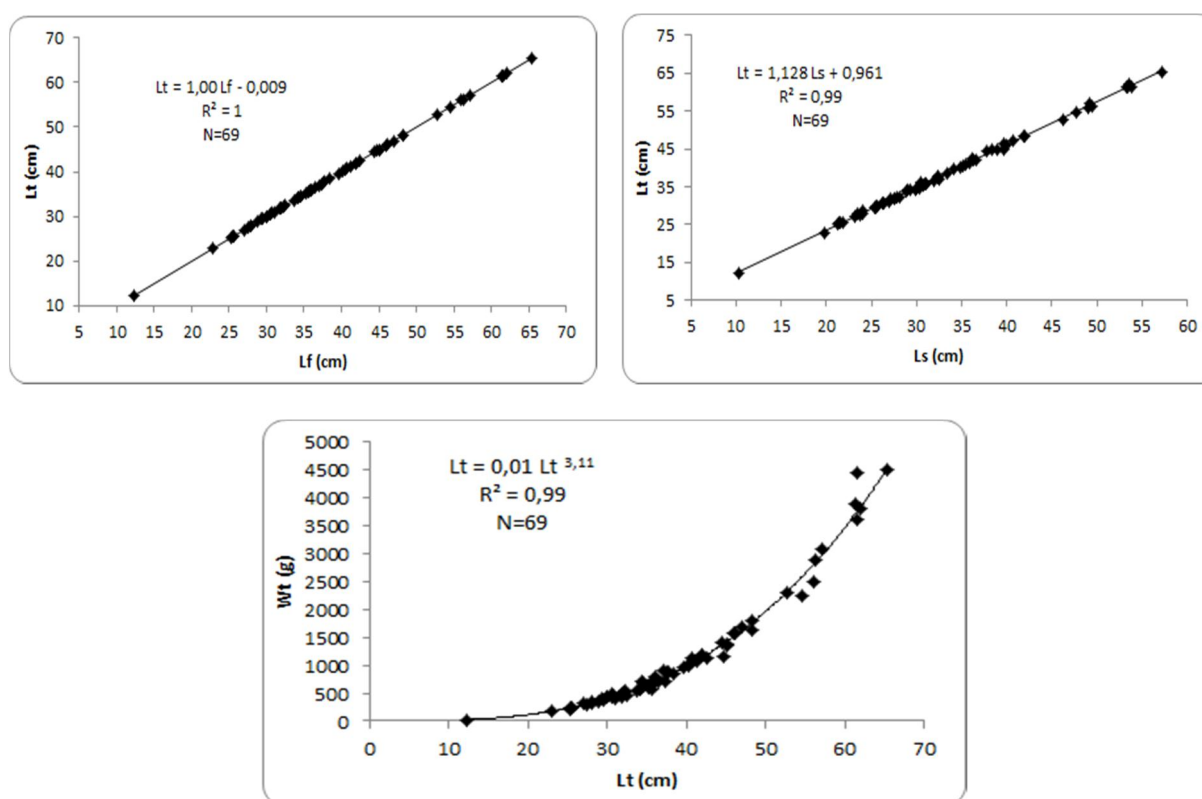 70
60
50
40
30
20
10
Lt (cm)
Lt = 1,00 Lf - 0,009
R² = 1
N=69
5 10 15 20 25 30 35 40 45 50 55 60 65 70
Lf (cm)
75
65
55
45
35
25
15
5
Lt (cm)
Lt = 1,128 Ls + 0,961
R² = 0,99
N=69
5 10 15 20 25 30 35 40 45 50 55 60
Ls (cm)
5000
4500
4000
3500
3000
2500
2000
1500
1000
500
0
Wt (g)
Lt = 0,01 Lt ³,¹¹
R² = 0,99
N=69
0 10 20 30 40 50 60 70
Lt (cm)